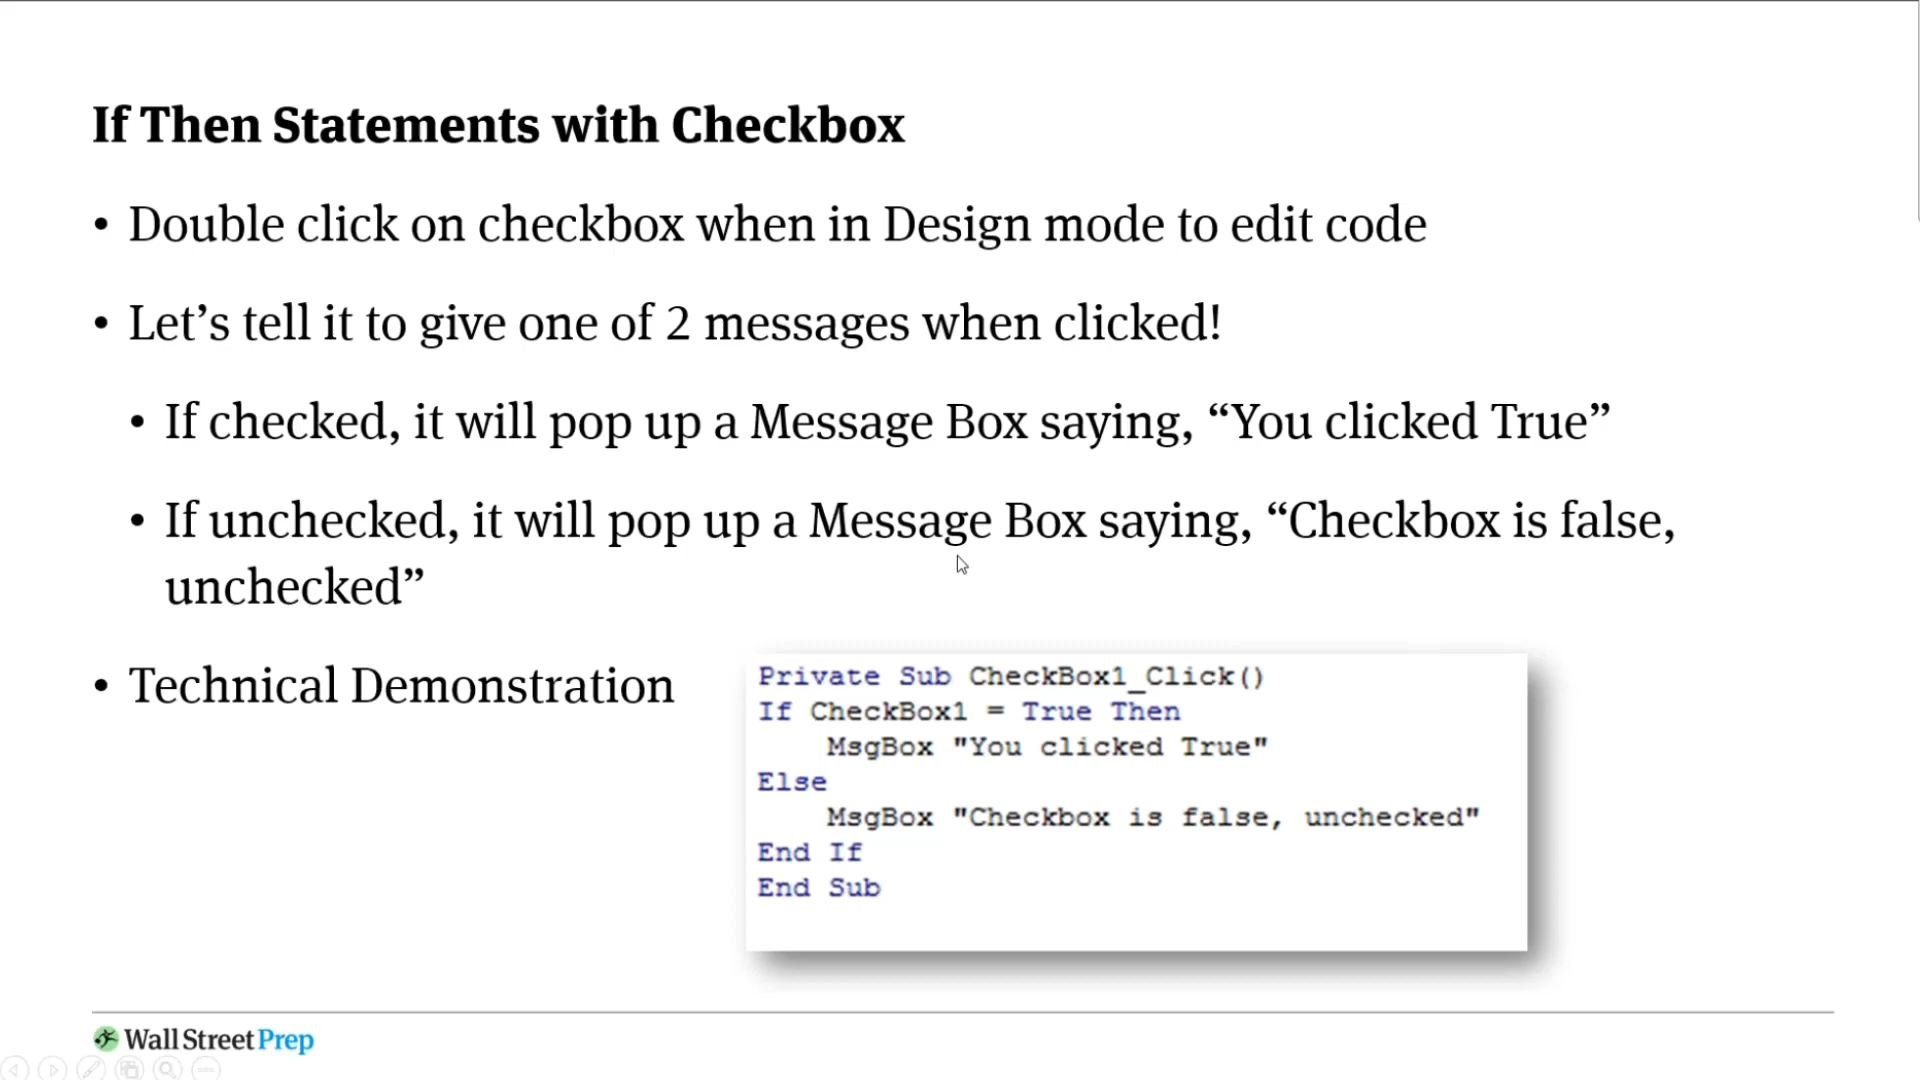 If Then Statements with Checkbox
• Double click on checkbox when in Design mode to edit code
• Let’s tell it to give one of 2 messages when clicked!
• If checked, it will pop up a Message Box saying, “You clicked True”
• If unchecked, it will pop up a Message Box saying, “Checkbox is false,
unchecked”
• Technical Demonstration
Private Sub CheckBox1_Click()
If CheckBox1 = True Then
    MsgBox "You clicked True"
Else
    MsgBox "Checkbox is false, unchecked"
End If
End Sub
Wall Street Prep